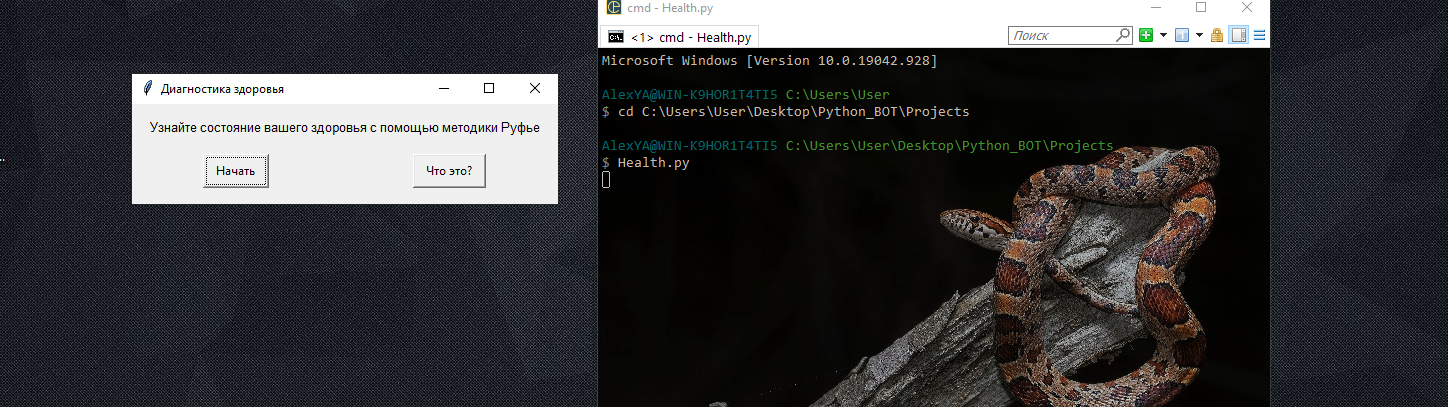 Диагностика здоровья
Узнайте состояние вашего здоровья с помощью методики Руфье
Начать
Что это?
cmd - Health.py
<1> cmd - Health.py
Поиск
Microsoft Windows [Version 10.0.19042.928]
AlexYA@WIN-K9HOR1T4TI5 C:\Users\User
$ cd C:\Users\User\Desktop\Python_BOT\Projects
AlexYA@WIN-K9HOR1T4TI5 C:\Users\User\Desktop\Python_BOT\Projects
$ Health.py